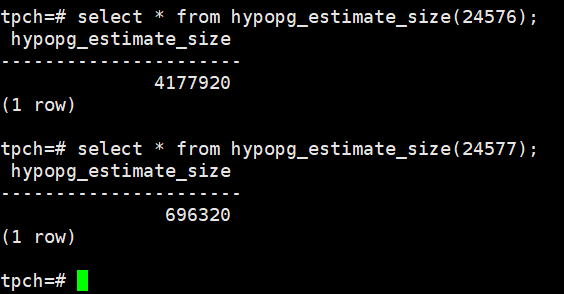 tpch=# select * from hypopg_estimate_size(24576);
 hypopg_estimate_size
----------------------
              4177920
(1 row)

tpch=# select * from hypopg_estimate_size(24577);
 hypopg_estimate_size
----------------------
               696320
(1 row)

tpch=#